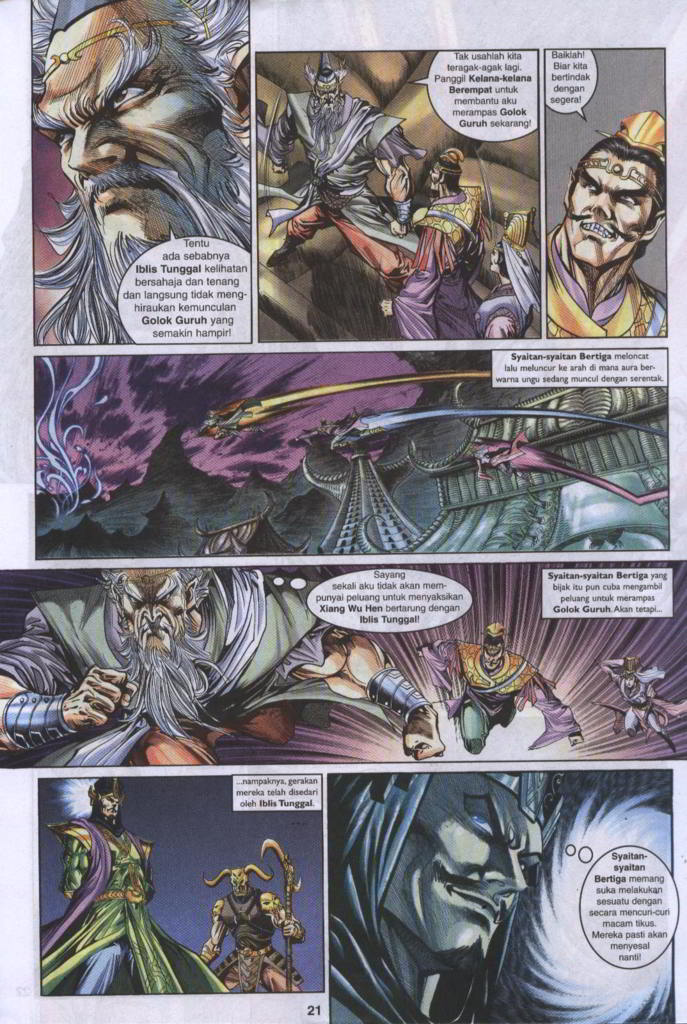 Tentu
ada sebabnya
Iblis Tunggal kelihatan
bersahaja dan tenang
dan langsung tidak meng-
hiraukan kemunculan
Golok Guruh yang
semakin hampir!
Tak usahlah kita
teragak-agak lagi.
Panggil Kelana-kelana
Berempat untuk
membantu aku
merampas Golok
Guruh sekarang!
Baiklah!
Biar kita
bertindak
dengan
segera!
Syaitan-syaitan Bertiga meloncat
lalu meluncur ke arah di mana aura ber-
warna ungu sedang muncul dengan serentak.
Sayang
sekali aku tidak akan mem-
punyai peluang untuk menyaksikan
Xiang Wu Hen bertarung dengan
Iblis Tunggal!
Syaitan-syaitan Bertiga yang
bijak itu pun cuba mengambil
peluang untuk merampas
Golok Guruh. Akan tetapi...
...nampaknya, gerakan
mereka telah disedari
oleh Iblis Tunggal.
Syaitan-
syaitan
Bertiga memang
suka melakukan
sesuatu dengan
secara mencuri-curi
macam tikus.
Mereka pasti akan
menyesal
nanti!
21